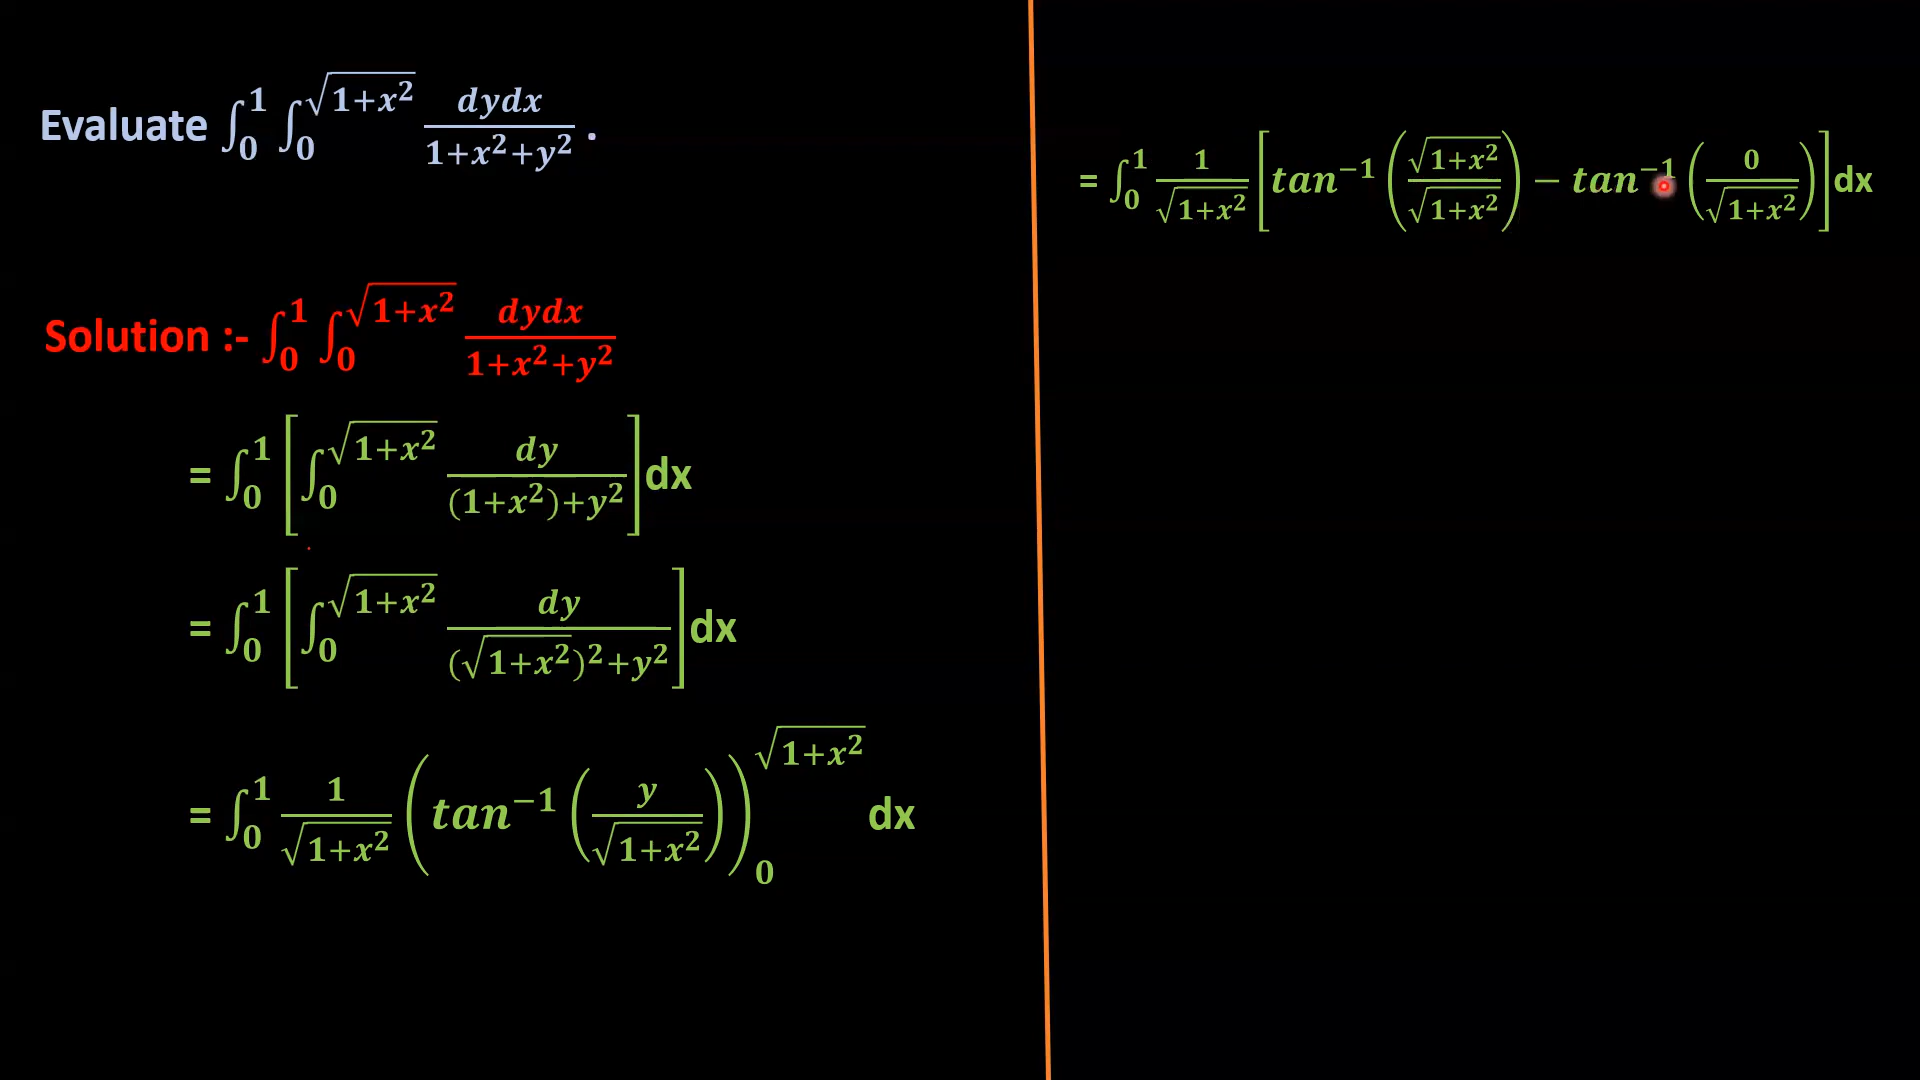 Evaluate ∫₀¹ ∫₀^√(1+x²) dydx/(1+x²+y²) .
Solution :- ∫₀¹ ∫₀^√(1+x²) dydx/(1+x²+y²)
= ∫₀¹ [∫₀^√(1+x²) dy/((1+x²)+y²)] dx
= ∫₀¹ [∫₀^√(1+x²) dy/((√(1+x²))²+y²)] dx
= ∫₀¹ 1/√(1+x²) (tan⁻¹(y/√(1+x²)))₀^√(1+x²) dx
= ∫₀¹ 1/√(1+x²) [tan⁻¹(√(1+x²)/√(1+x²)) − tan⁻¹(0/√(1+x²))] dx